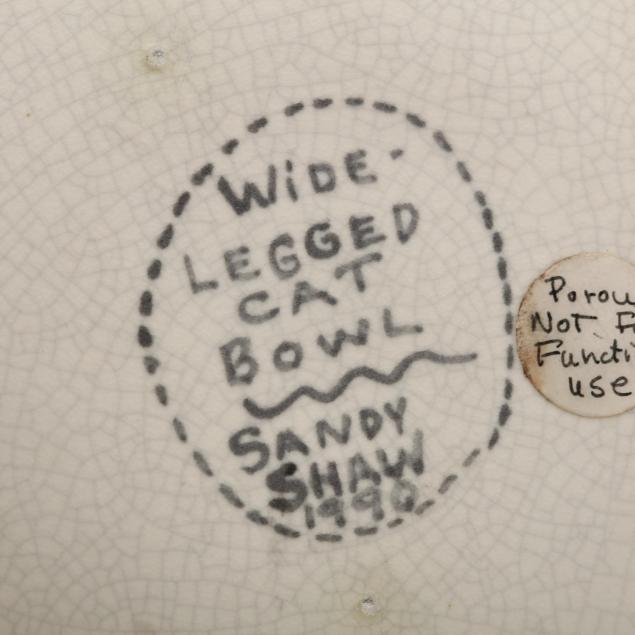 WiDE-
LEGGED
CAT
BOWL
SANDY
SHAW
1990
Porou
NOT F
Functi
use